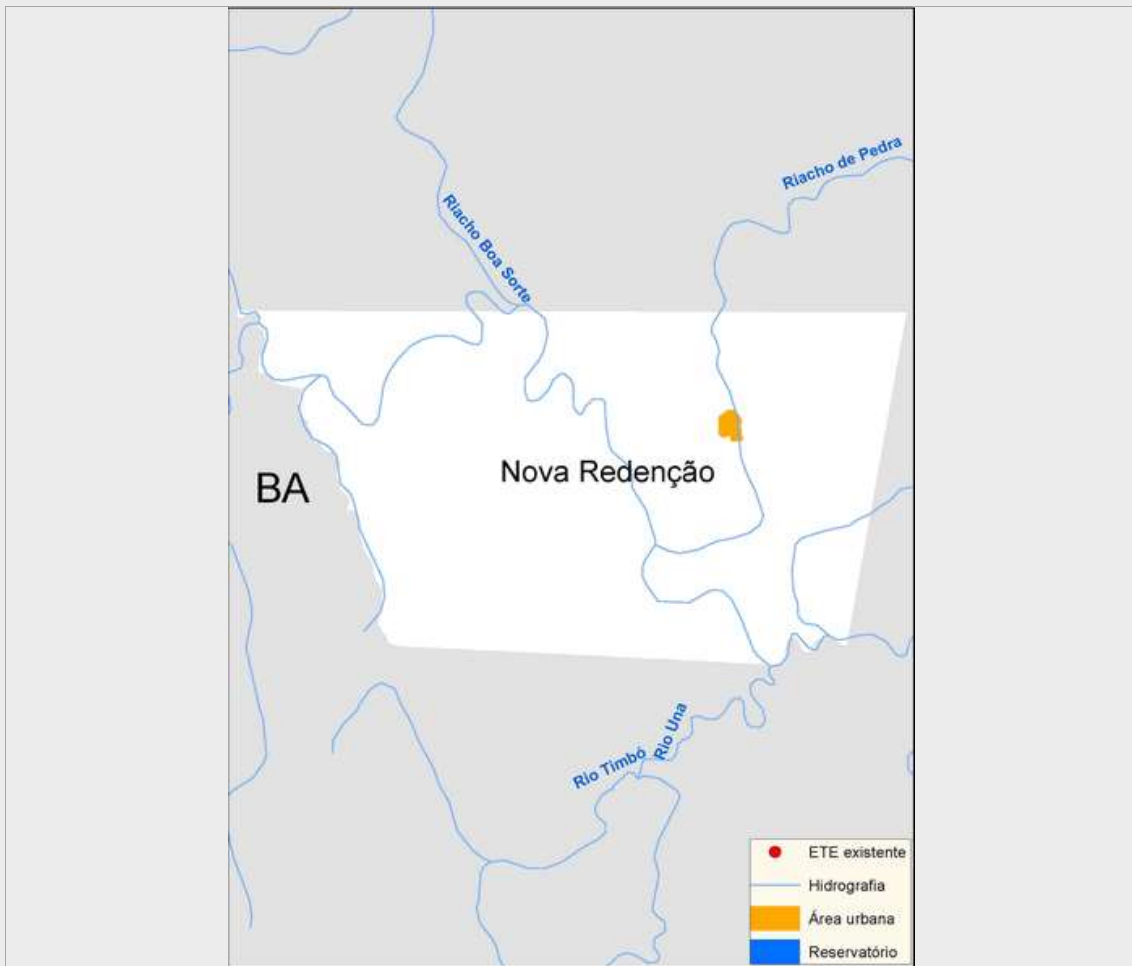 Riacho de Pedra
Riacho Boa Sorte
Nova Redenção
BA
Rio Una
Rio Timbó
ETE existente
Hidrografia
Área urbana
Reservatório